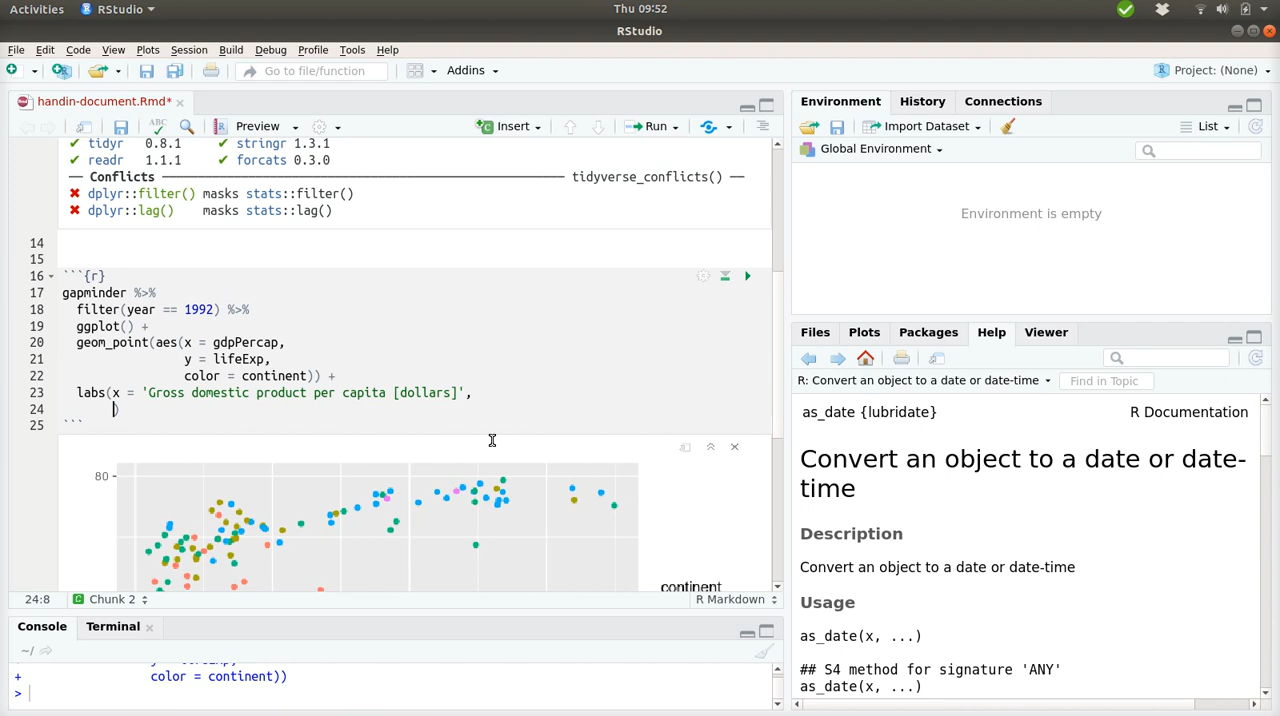 Activities RStudio Thu 09:52
RStudio
File Edit Code View Plots Session Build Debug Profile Tools Help
Go to file/function Addins Project: (None)
handin-document.Rmd*
ABC Preview Insert Run
✔ tidyr 0.8.1 ✔ stringr 1.3.1
✔ readr 1.1.1 ✔ forcats 0.3.0
── Conflicts ────────────────── tidyverse_conflicts() ──
✖ dplyr::filter() masks stats::filter()
✖ dplyr::lag() masks stats::lag()
14
15
16 ```{r}
17 gapminder %>%
18 filter(year == 1992) %>%
19 ggplot() +
20 geom_point(aes(x = gdpPercap,
21 y = lifeExp,
22 color = continent)) +
23 labs(x = 'Gross domestic product per capita [dollars]',
24 )
25 ```
80
continent
24:8 Chunk 2 R Markdown
Console Terminal
~/
+ color = continent))
>
Environment History Connections
Import Dataset List
Global Environment
Environment is empty
Files Plots Packages Help Viewer
R: Convert an object to a date or date-time Find in Topic
as_date {lubridate} R Documentation
Convert an object to a date or date-
time
Description
Convert an object to a date or date-time
Usage
as_date(x, ...)
## S4 method for signature 'ANY'
as_date(x, ...)